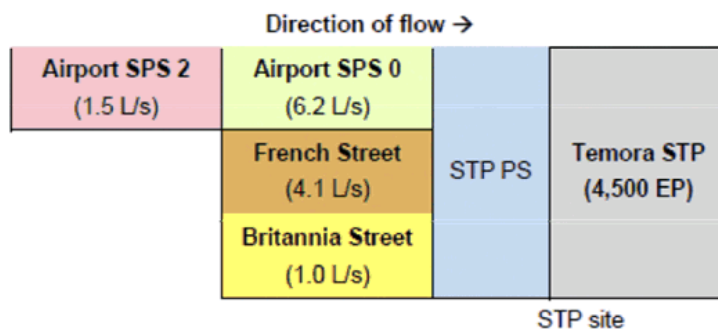 Direction of flow →
Airport SPS 2
(1.5 L/s)
Airport SPS 0
(6.2 L/s)
French Street
(4.1 L/s)
Britannia Street
(1.0 L/s)
STP PS
Temora STP
(4,500 EP)
STP site